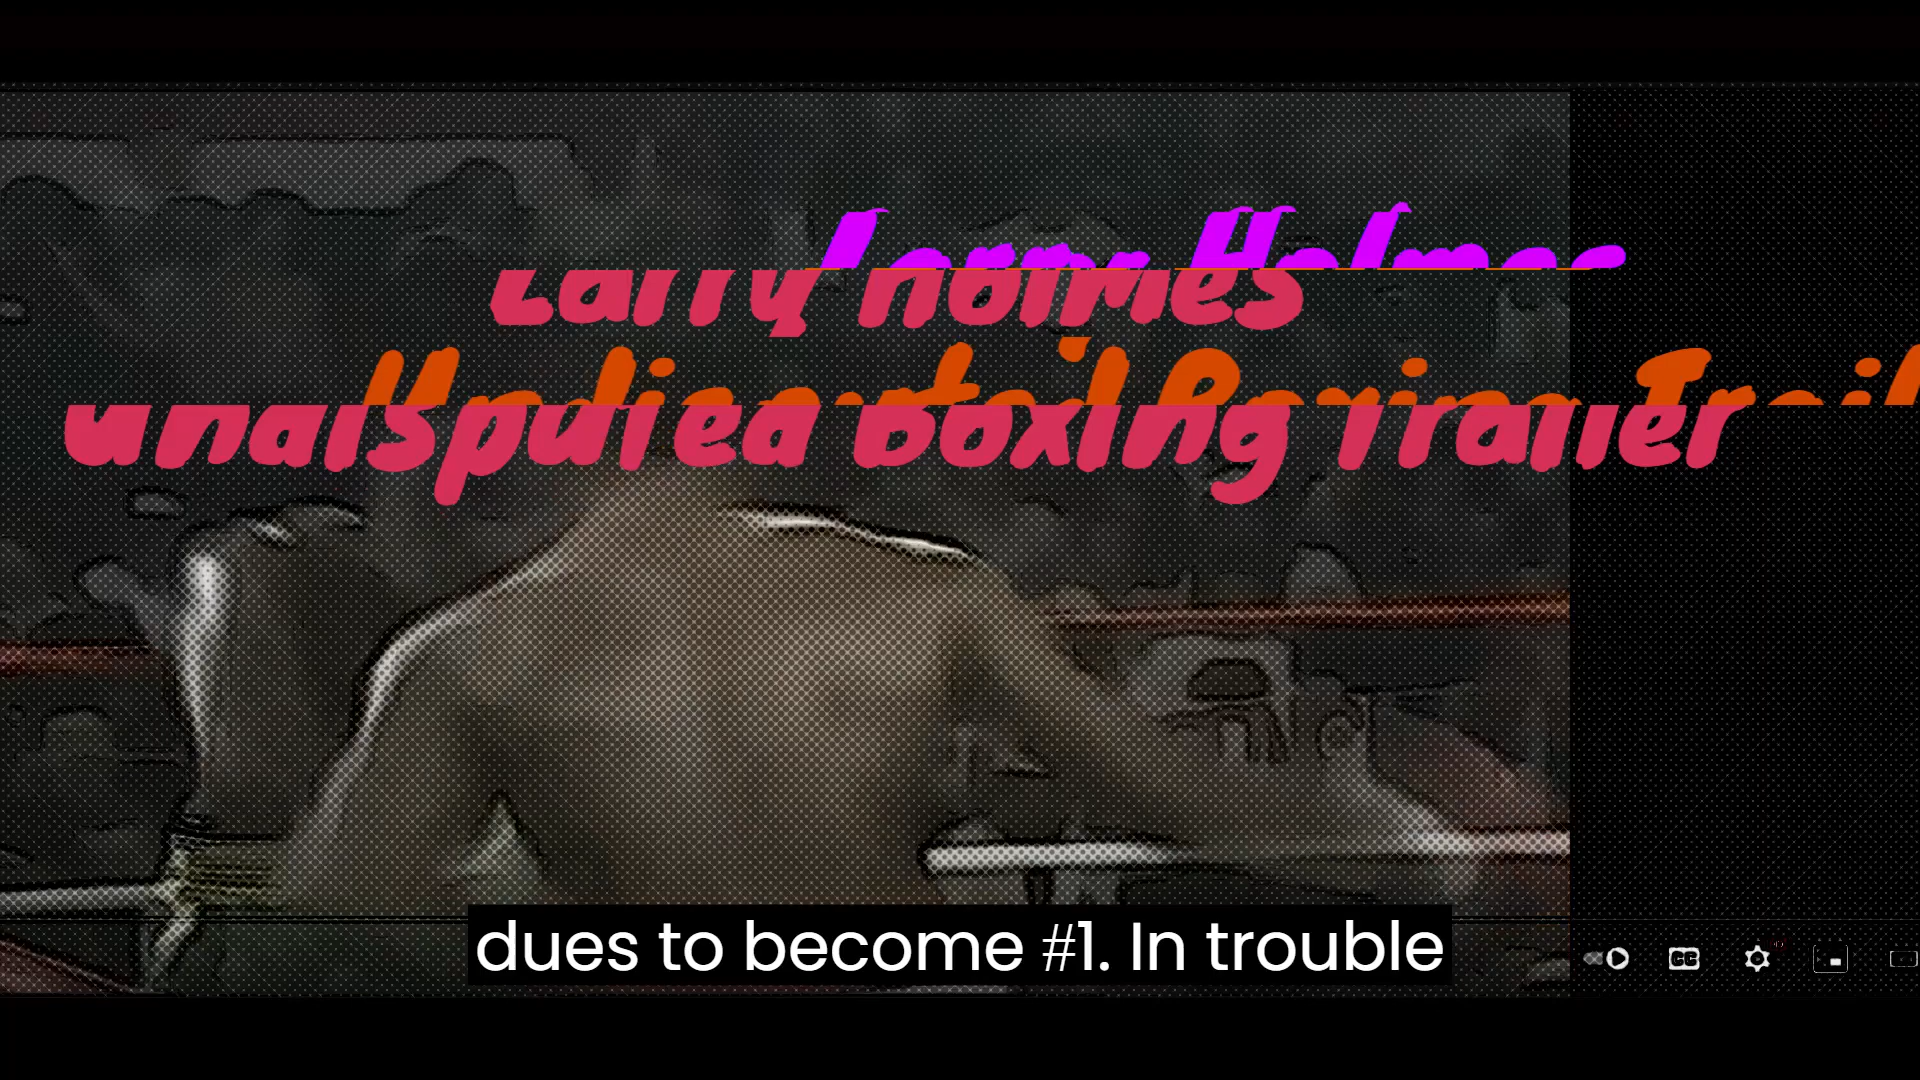 Larry Holmes
Undisputed Boxing Trailer
dues to become #1. In trouble